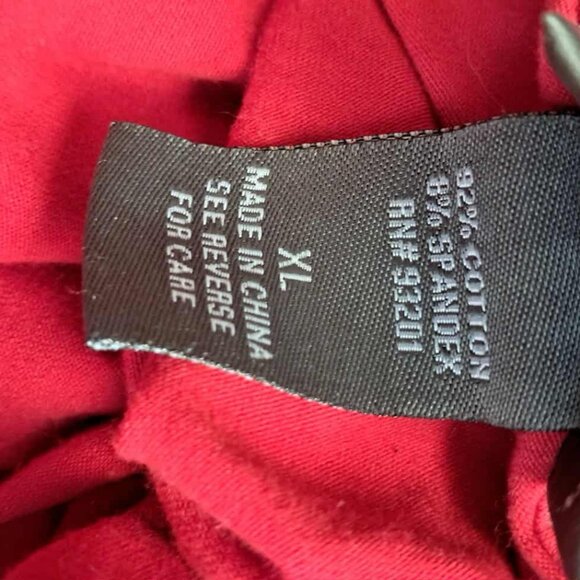 92% COTTON
8% SPANDEX
RN# 93201
XL
MADE IN CHINA
SEE REVERSE
FOR CARE